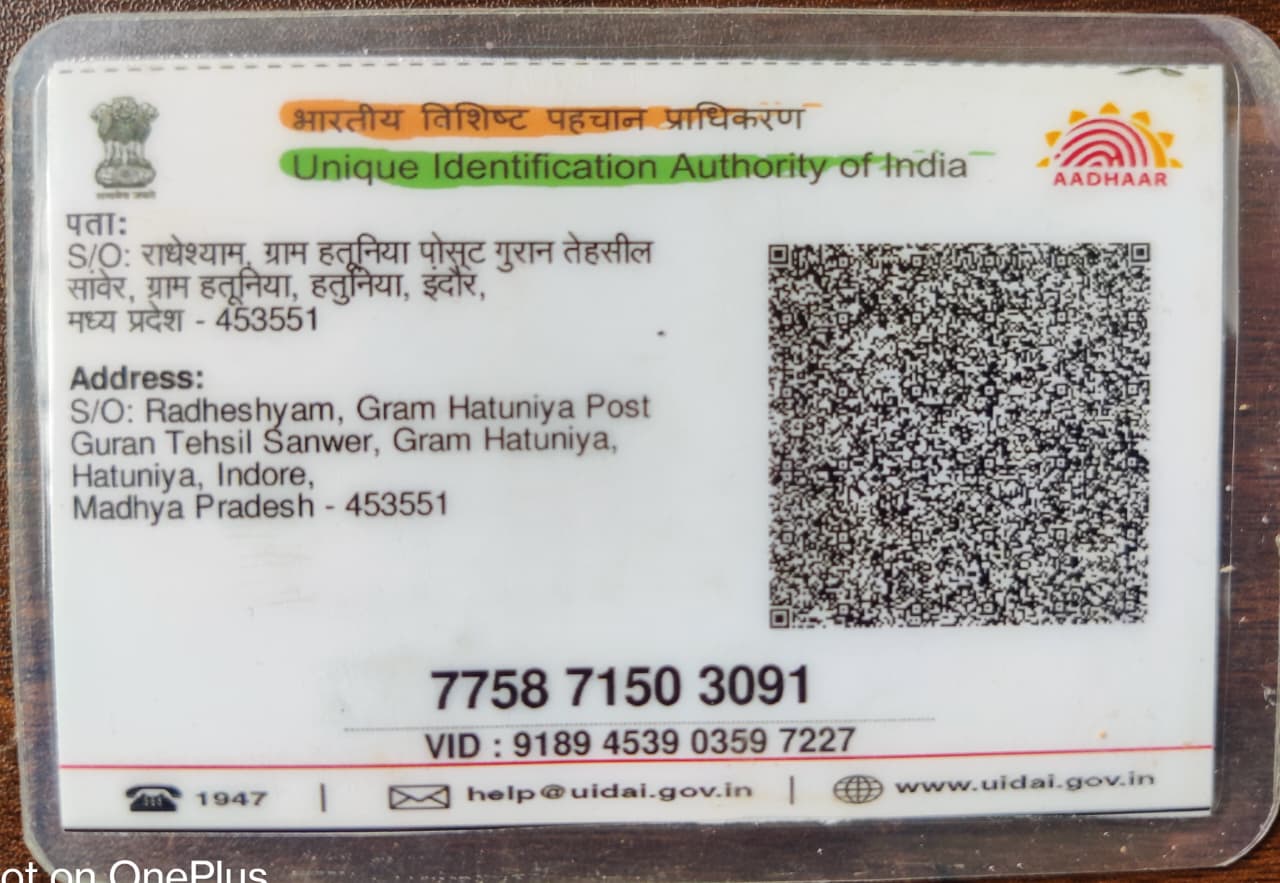 भारतीय विशिष्ट पहचान प्राधिकरण
Unique Identification Authority of India
AADHAAR
पता:
S/O: राधेश्याम, ग्राम हतूनिया पोस्ट गुरान तेहसील
सांवेर, ग्राम हतूनिया, हतुनिया, इंदौर,
मध्य प्रदेश - 453551
Address:
S/O: Radheshyam, Gram Hatuniya Post
Guran Tehsil Sanwer, Gram Hatuniya,
Hatuniya, Indore,
Madhya Pradesh - 453551
7758 7150 3091
VID : 9189 4539 0359 7227
1947 | help@uidai.gov.in | www.uidai.gov.in
on OnePlus